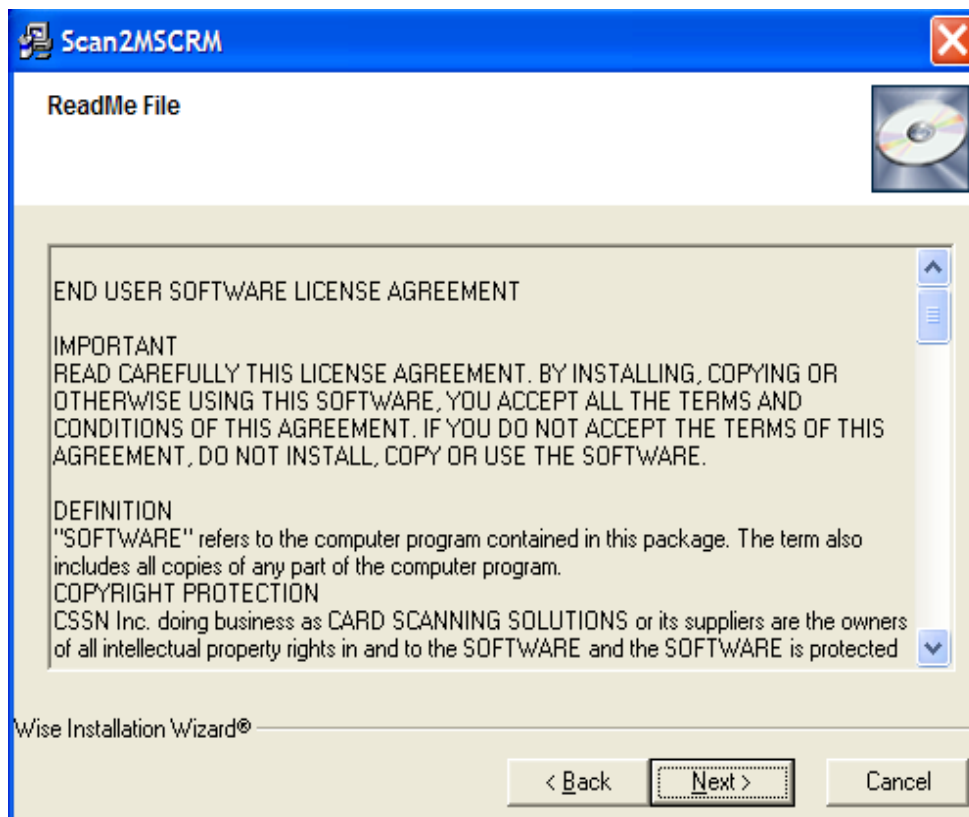 Scan2MSCRM
ReadMe File
END USER SOFTWARE LICENSE AGREEMENT
IMPORTANT
READ CAREFULLY THIS LICENSE AGREEMENT. BY INSTALLING, COPYING OR
OTHERWISE USING THIS SOFTWARE, YOU ACCEPT ALL THE TERMS AND
CONDITIONS OF THIS AGREEMENT. IF YOU DO NOT ACCEPT THE TERMS OF THIS
AGREEMENT, DO NOT INSTALL, COPY OR USE THE SOFTWARE.
DEFINITION
"SOFTWARE" refers to the computer program contained in this package. The term also
includes all copies of any part of the computer program.
COPYRIGHT PROTECTION
CSSN Inc. doing business as CARD SCANNING SOLUTIONS or its suppliers are the owners
of all intellectual property rights in and to the SOFTWARE and the SOFTWARE is protected
Wise Installation Wizard®
< Back
Next >
Cancel